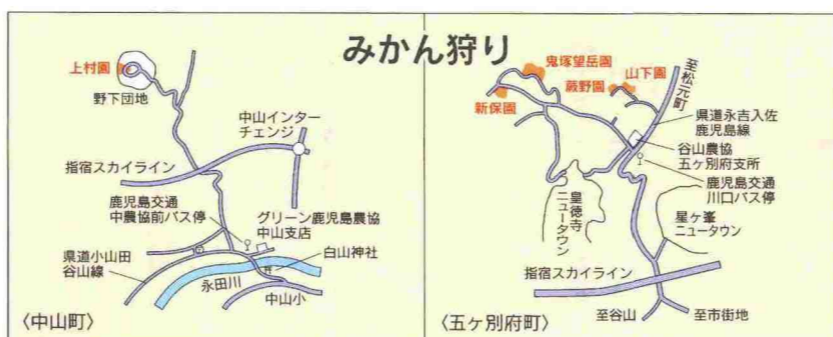 みかん狩り
上村園
野下団地
中山インター
チェンジ
指宿スカイライン
鹿児島交通
中農協前バス停
グリーン鹿児島農協
中山支店
県道小山田
谷山線
白山神社
永田川
中山小
〈中山町〉
鬼塚望岳園
蕨野園
山下園
新保園
至松元町
県道永吉入佐
鹿児島線
谷山農協
五ヶ別府支所
鹿児島交通
川口バス停
皇徳寺
ニュータウン
星ヶ峯
ニュータウン
指宿スカイライン
至谷山
至市街地
〈五ヶ別府町〉